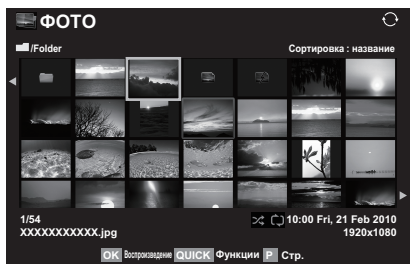 ФОТО
/Folder
Сортировка : название
1/54
10:00 Fri, 21 Feb 2010
XXXXXXXXXXX.jpg
1920x1080
OK Воспроизведение QUICK Функции P Стр.